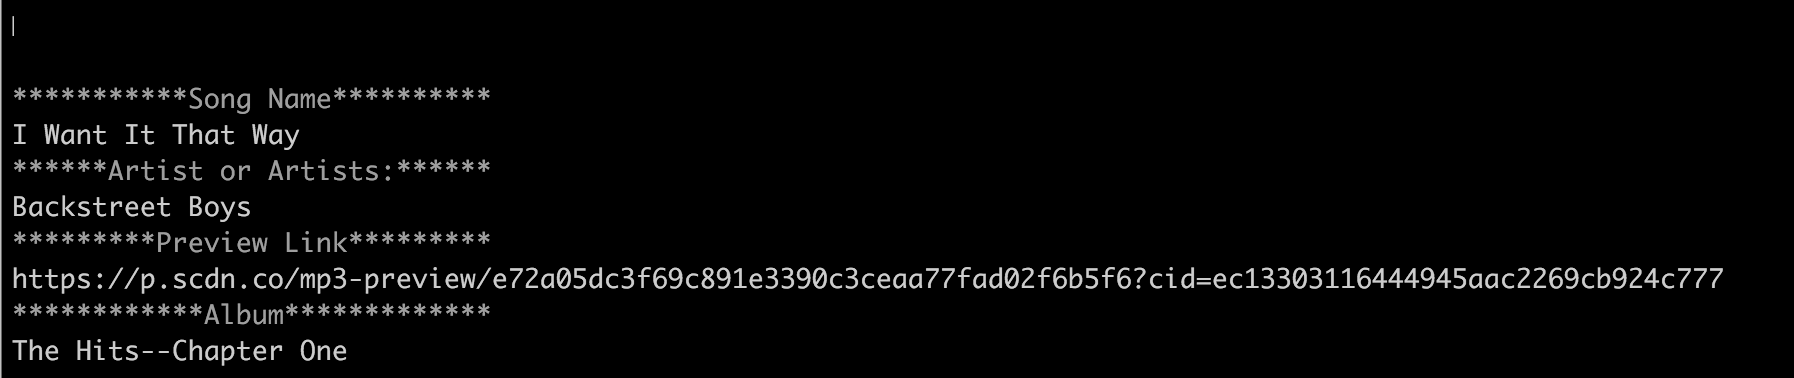 ***********Song Name**********
I Want It That Way
******Artist or Artists:******
Backstreet Boys
*********Preview Link*********
https://p.scdn.co/mp3-preview/e72a05dc3f69c891e3390c3ceaa77fad02f6b5f6?cid=ec13303116444945aac2269cb924c777
************Album*************
The Hits--Chapter One